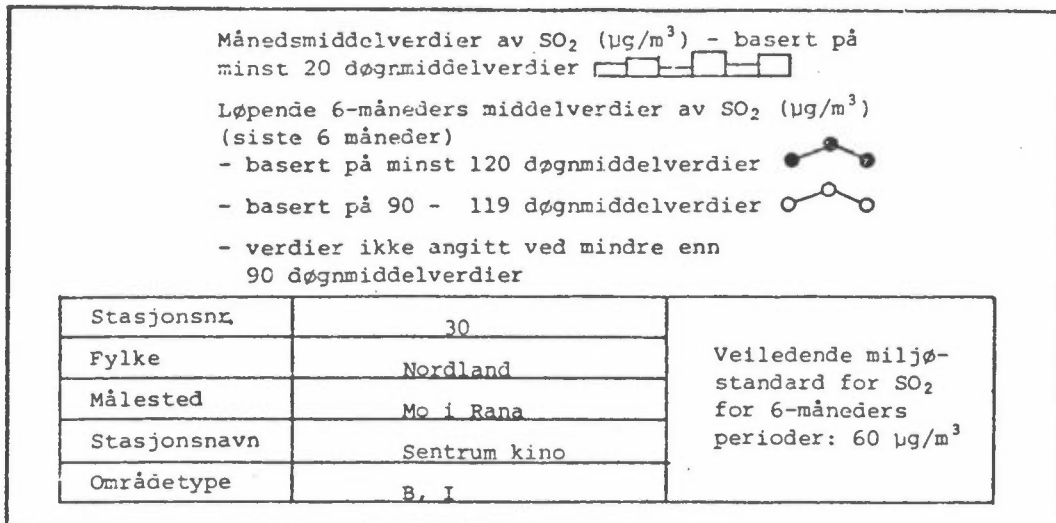 Månedsmiddelverdier av SO₂ (µg/m³) - basert på
minst 20 døgnmiddelverdier
Løpende 6-måneders middelverdier av SO₂ (µg/m³)
(siste 6 måneder)
- basert på minst 120 døgnmiddelverdier
- basert på 90 - 119 døgnmiddelverdier
- verdier ikke angitt ved mindre enn
90 døgnmiddelverdier
Stasjonsnr. 30
Fylke Nordland
Målested Mo i Rana
Stasjonsnavn Sentrum kino
Områdetype B, I
Veiledende miljø-
standard for SO₂
for 6-måneders
perioder: 60 µg/m³